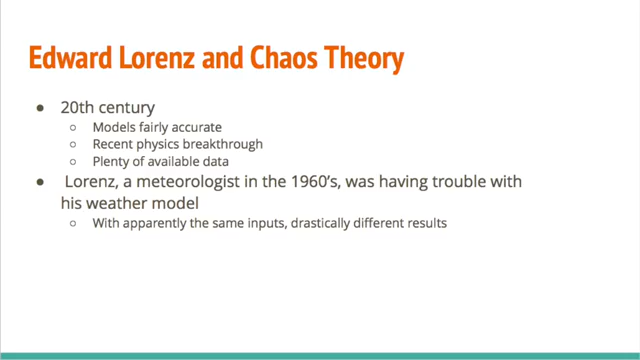 Edward Lorenz and Chaos Theory
● 20th century
○ Models fairly accurate
○ Recent physics breakthrough
○ Plenty of available data
● Lorenz, a meteorologist in the 1960's, was having trouble with
his weather model
○ With apparently the same inputs, drastically different results